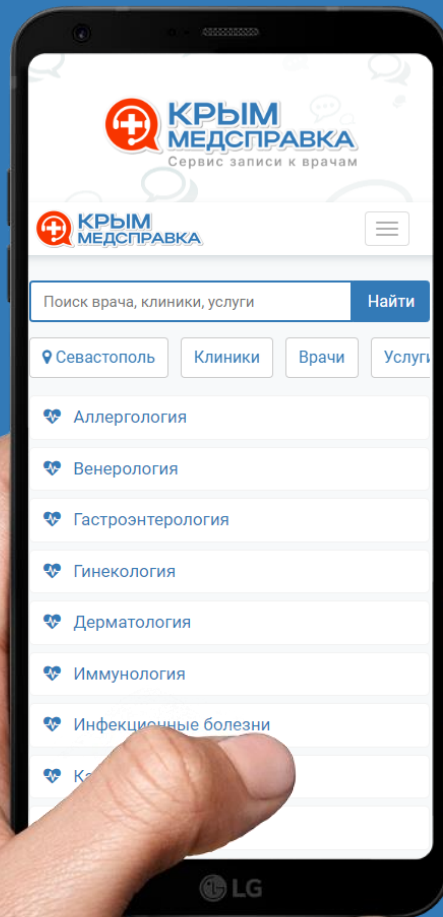 КРЫМ
МЕДСПРАВКА
Сервис записи к врачам
КРЫМ
МЕДСПРАВКА
Поиск врача, клиники, услуги
Найти
Севастополь
Клиники
Врачи
Аллергология
Венерология
Гастроэнтерология
Гинекология
Дерматология
Иммунология
Инфекционные болезни
LG